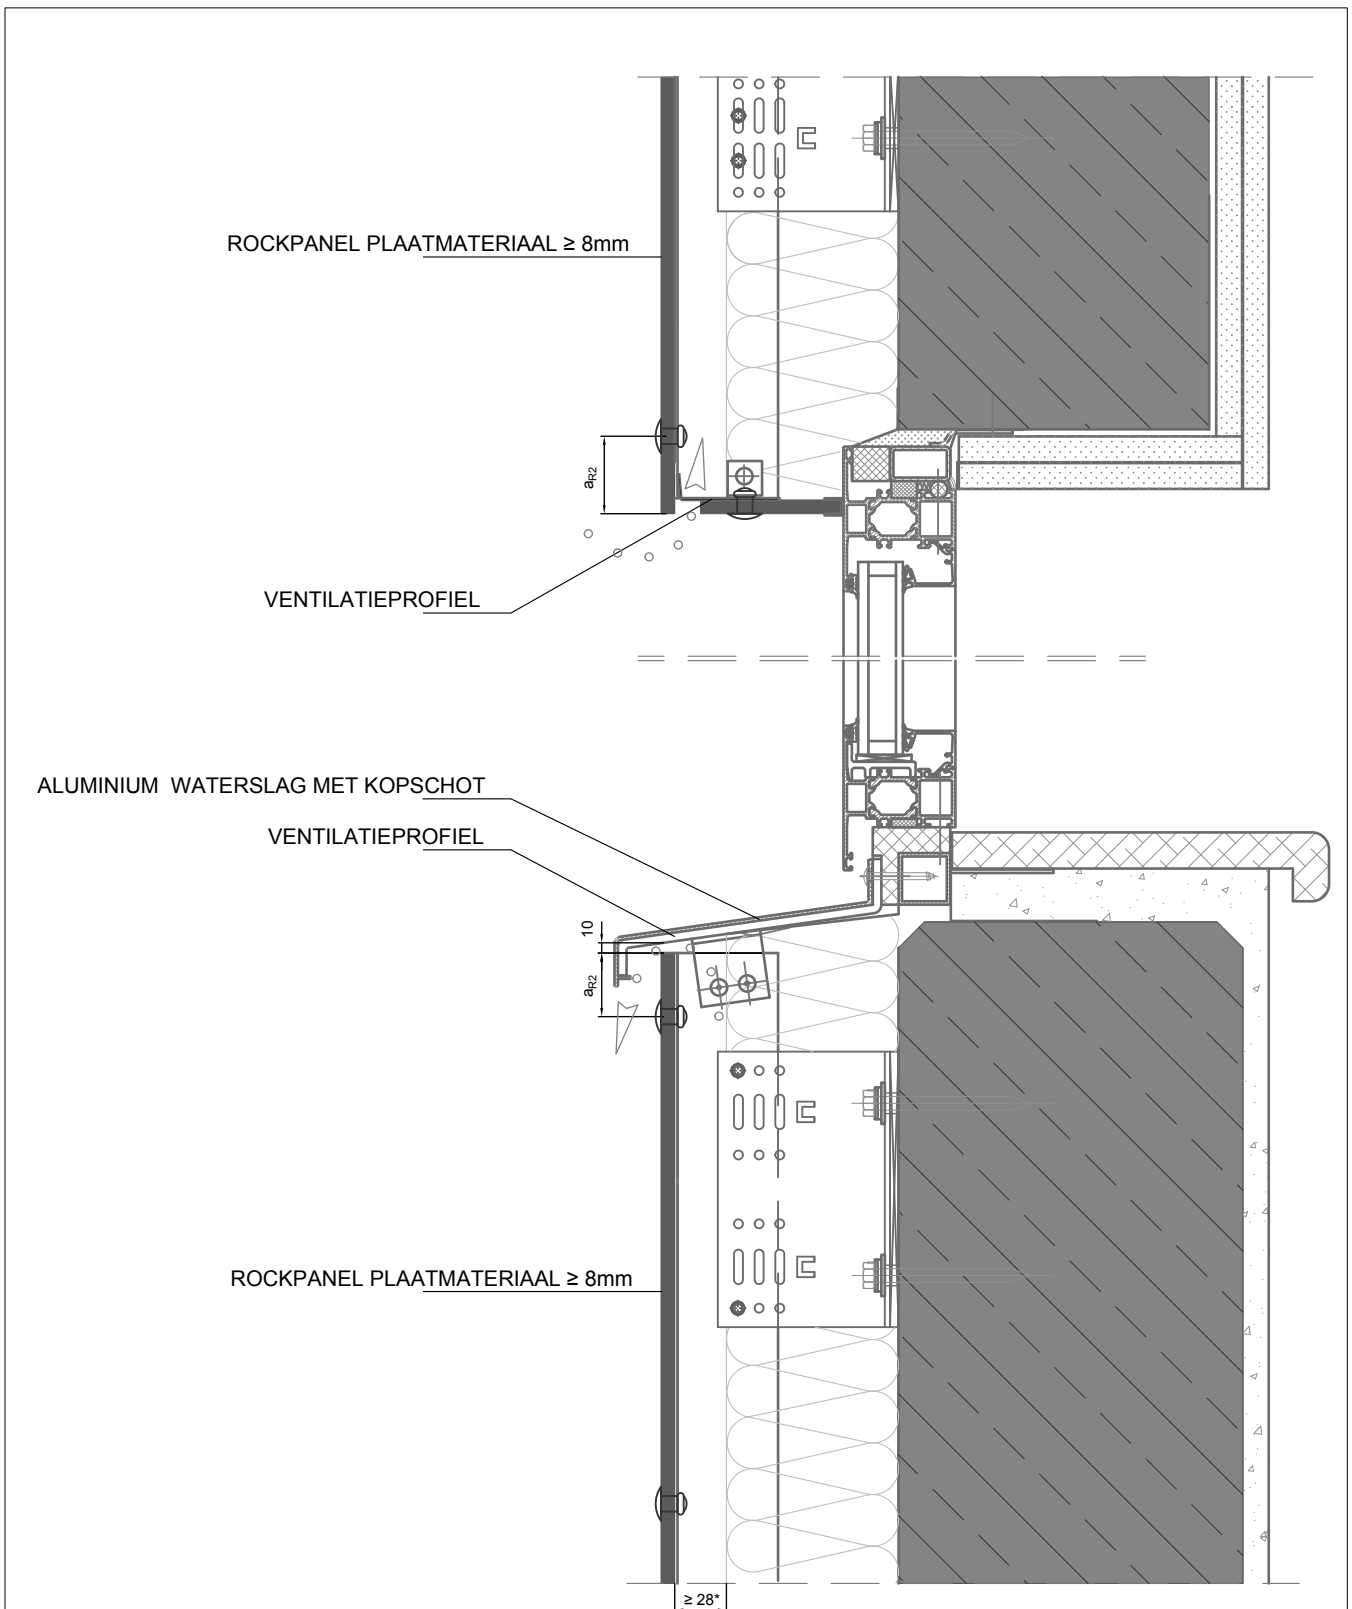 ROCKPANEL PLAATMATERIAAL ≥ 8mm
aR2
VENTILATIEPROFIEL
ALUMINIUM WATERSLAG MET KOPSCHOT
VENTILATIEPROFIEL
10
aR2
ROCKPANEL PLAATMATERIAAL ≥ 8mm
≥ 28*